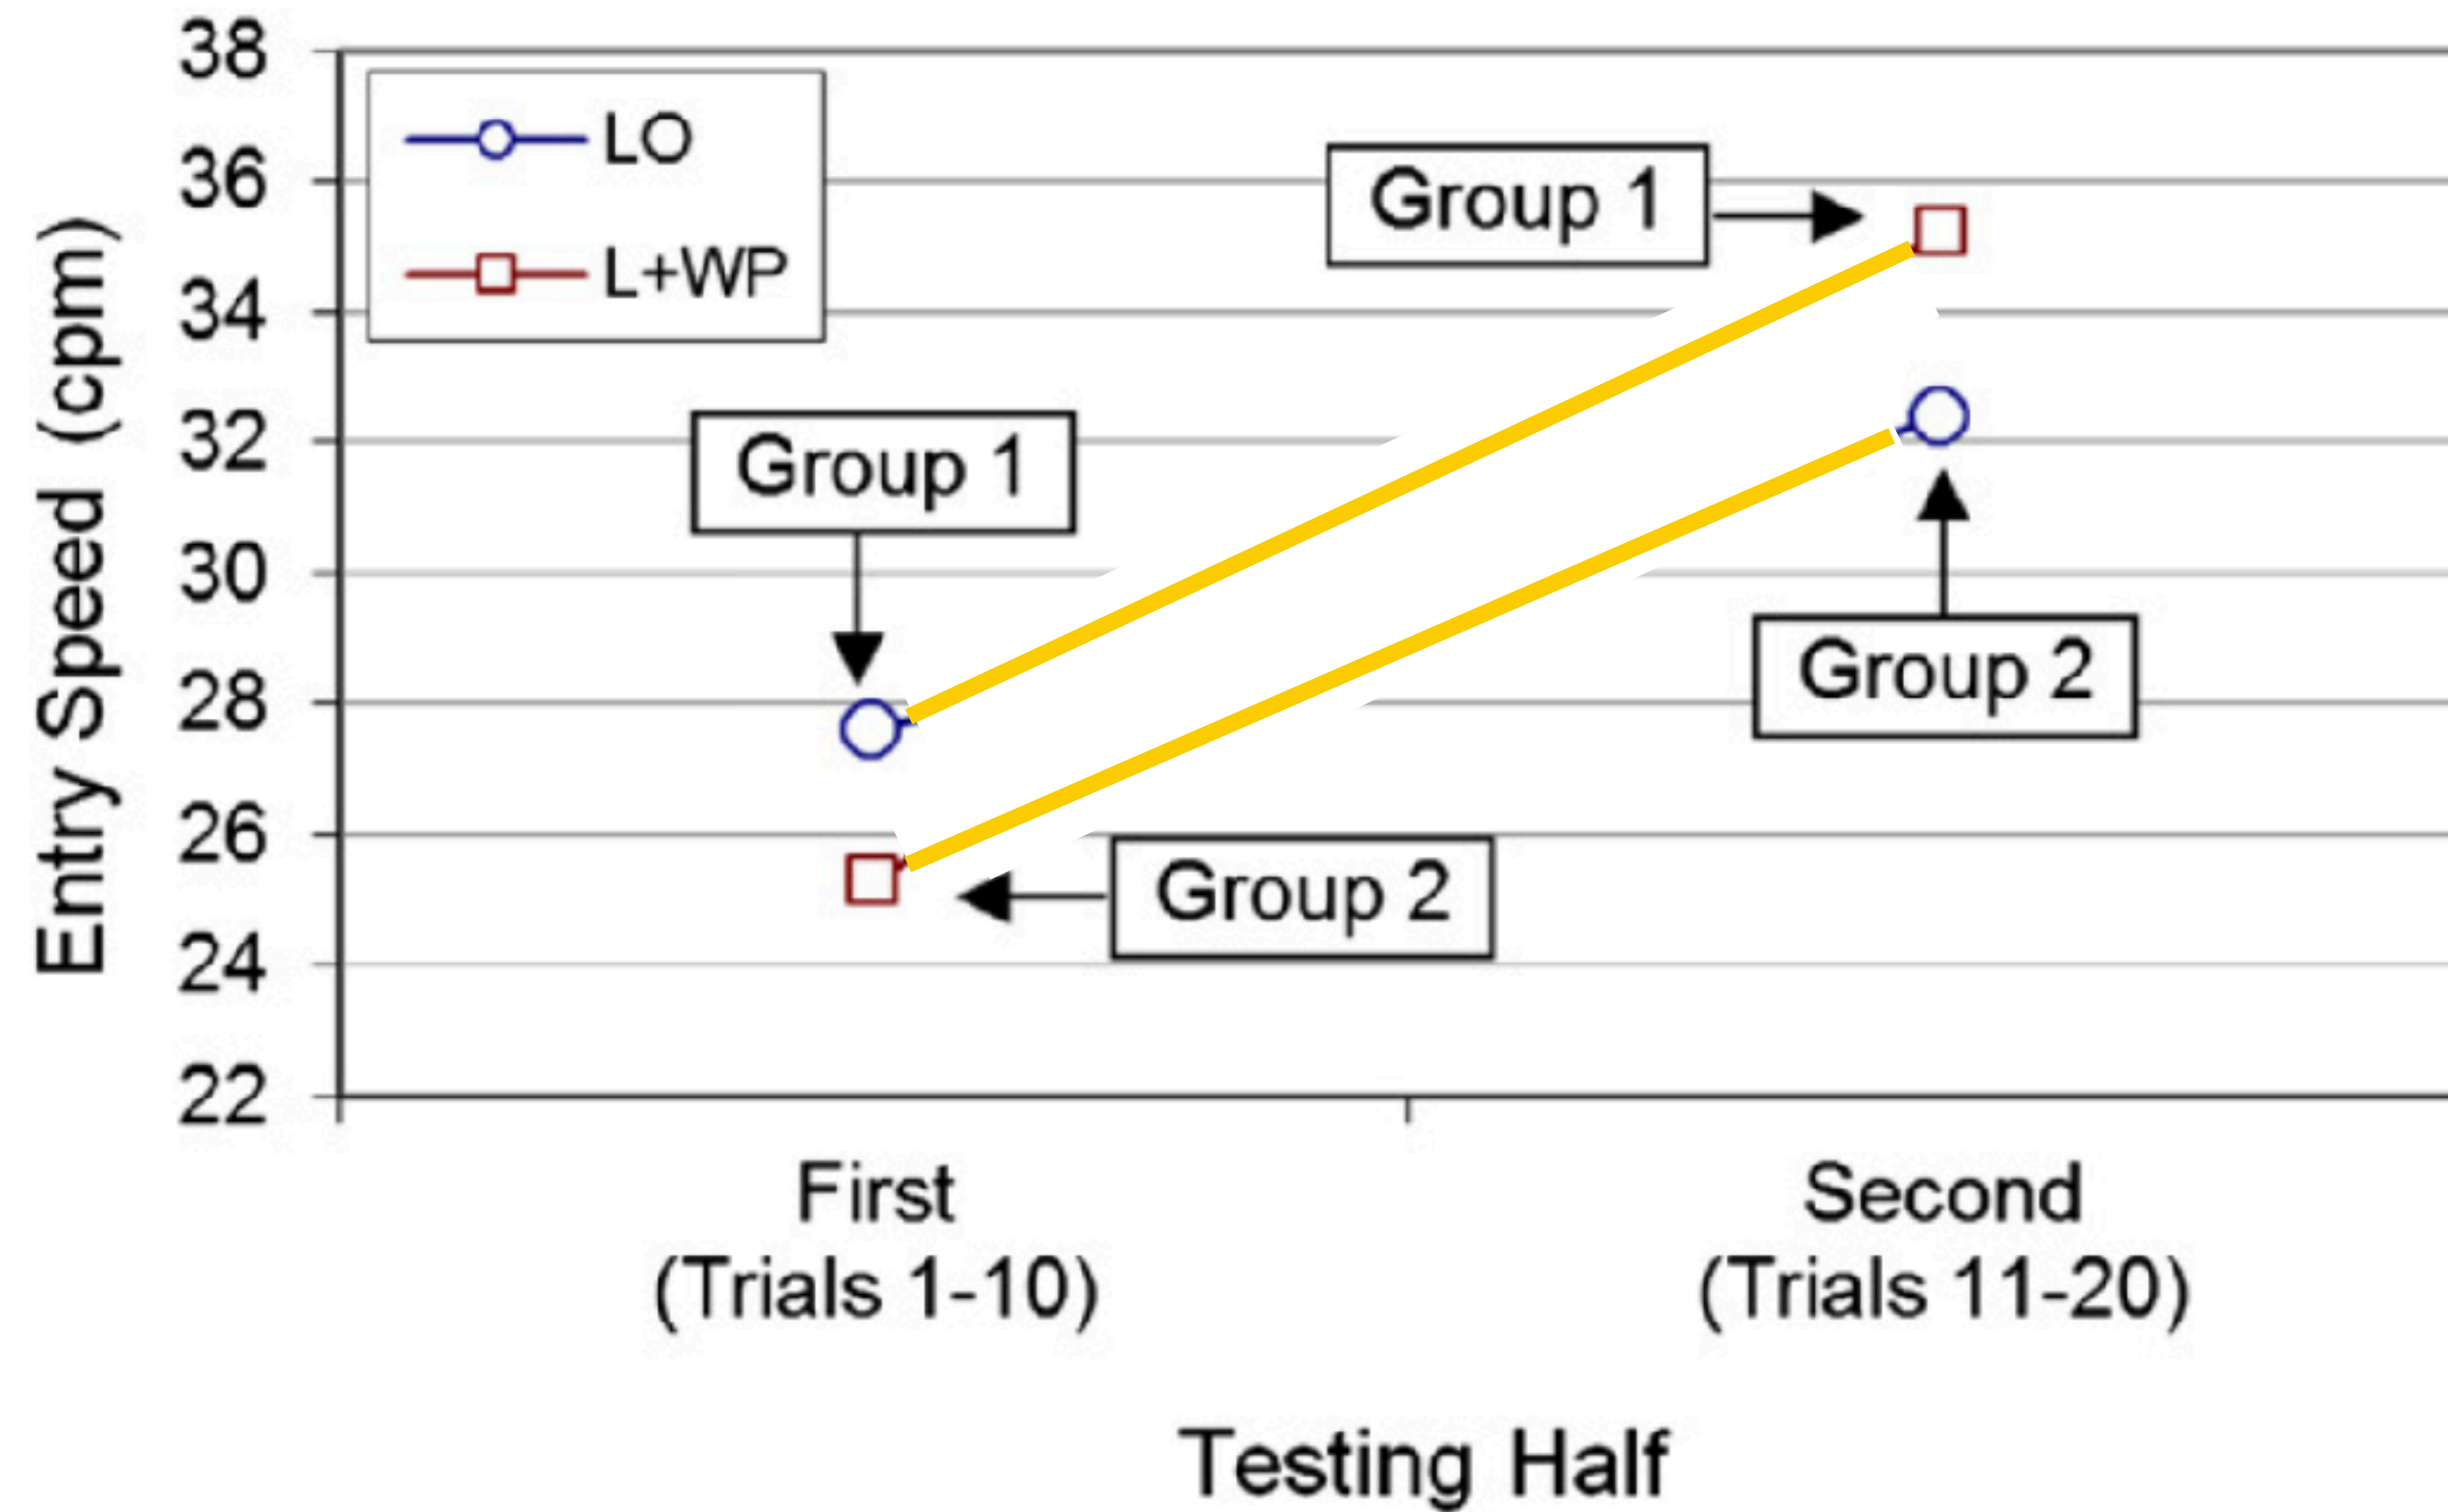 38
36
34
32
30
28
26
24
22
Entry Speed (cpm)
LO
L+WP
Group 1
Group 1
Group 2
Group 2
First
(Trials 1-10)
Second
(Trials 11-20)
Testing Half